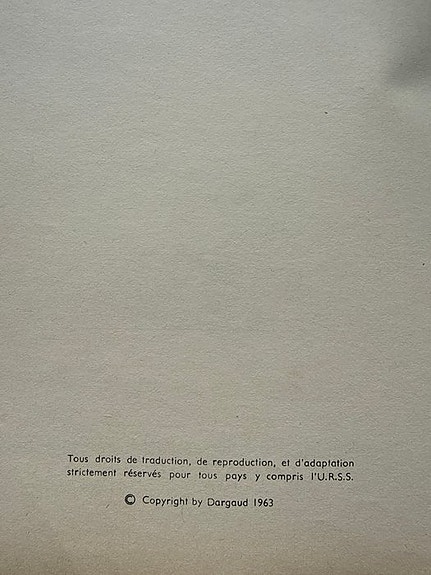 Tous droits de traduction, de reproduction, et d'adaptation
strictement réservés pour tous pays y compris l'U.R.S.S.
© Copyright by Dargaud 1963